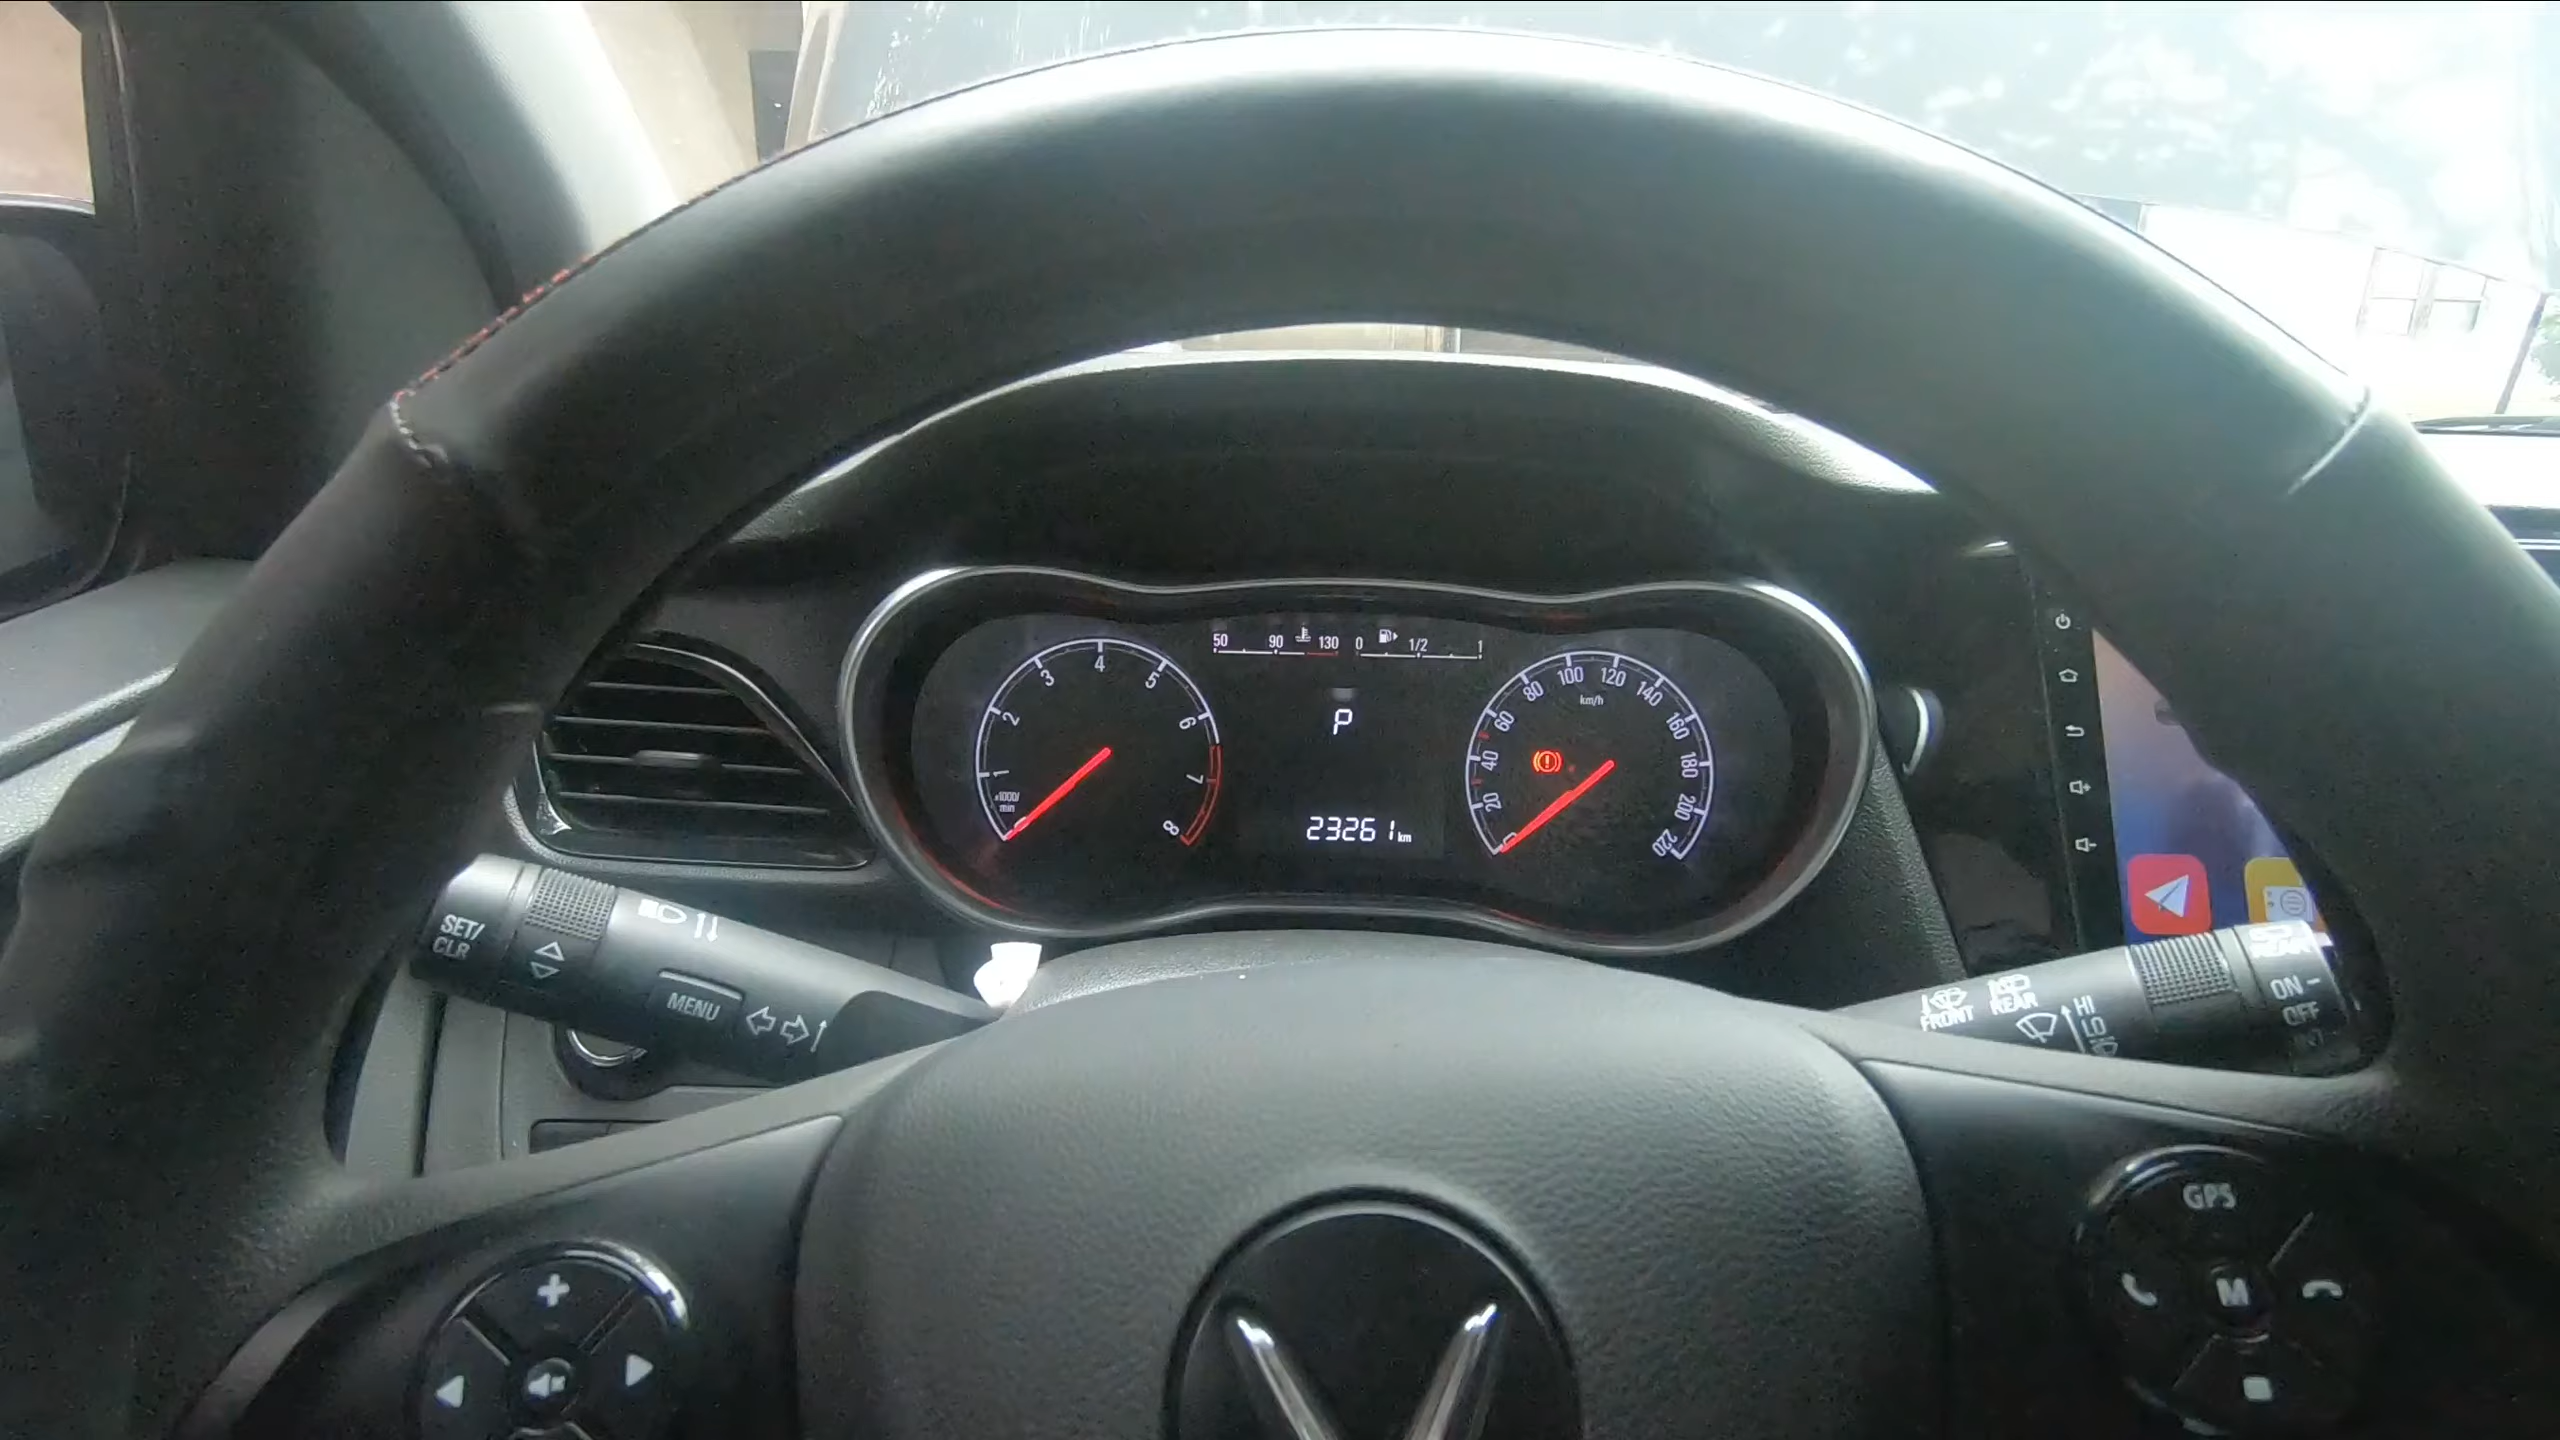 50 90 130 0 1/2 1
1 2 3 4 5 6 7 8
x1000/
min
P
23261 km
20 40 60 80 100 120 140 160 180 200 220
km/h
SET/
CLR
MENU
FRONT
REAR
HI
LO
ON
OFF
GPS
M